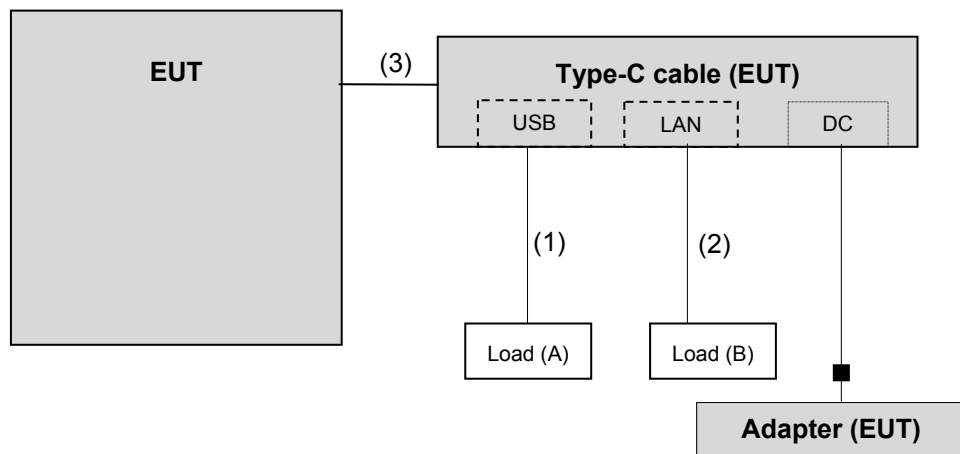 EUT
(3)
Type-C cable (EUT)
USB
LAN
DC
(1)
(2)
Load (A)
Load (B)
Adapter (EUT)